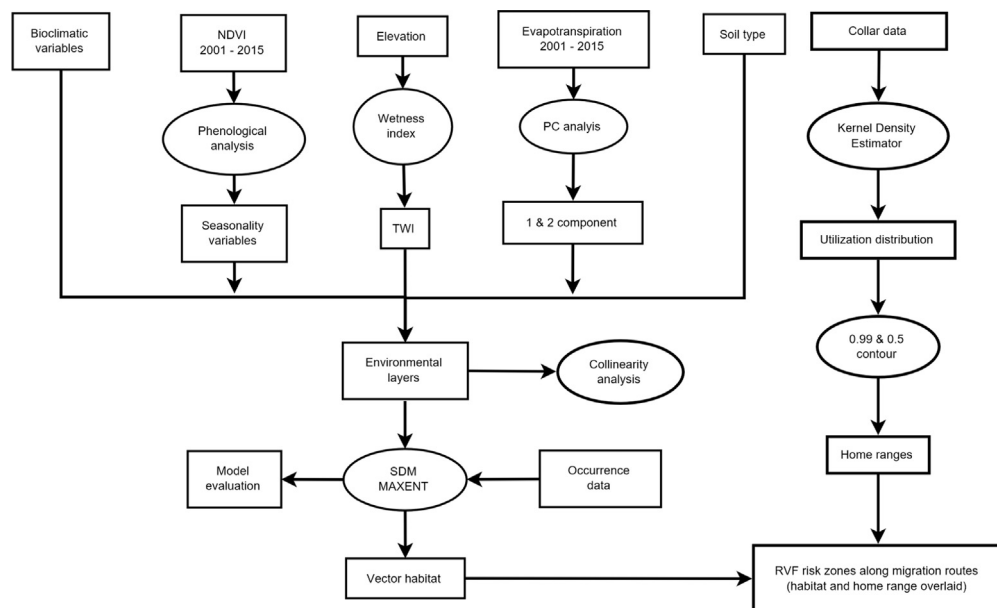 Bioclimatic
variables
NDVI
2001 - 2015
Elevation
Evapotranspiration
2001 - 2015
Soil type
Collar data
Phenological
analysis
Wetness
index
PC analyis
Kernel Density
Estimator
Seasonality
variables
TWI
1 & 2 component
Utilization distribution
0.99 & 0.5
contour
Environmental
layers
Collinearity
analysis
Home ranges
Model
evaluation
SDM
MAXENT
Occurrence
data
Vector habitat
RVF risk zones along migration routes
(habitat and home range overlaid)